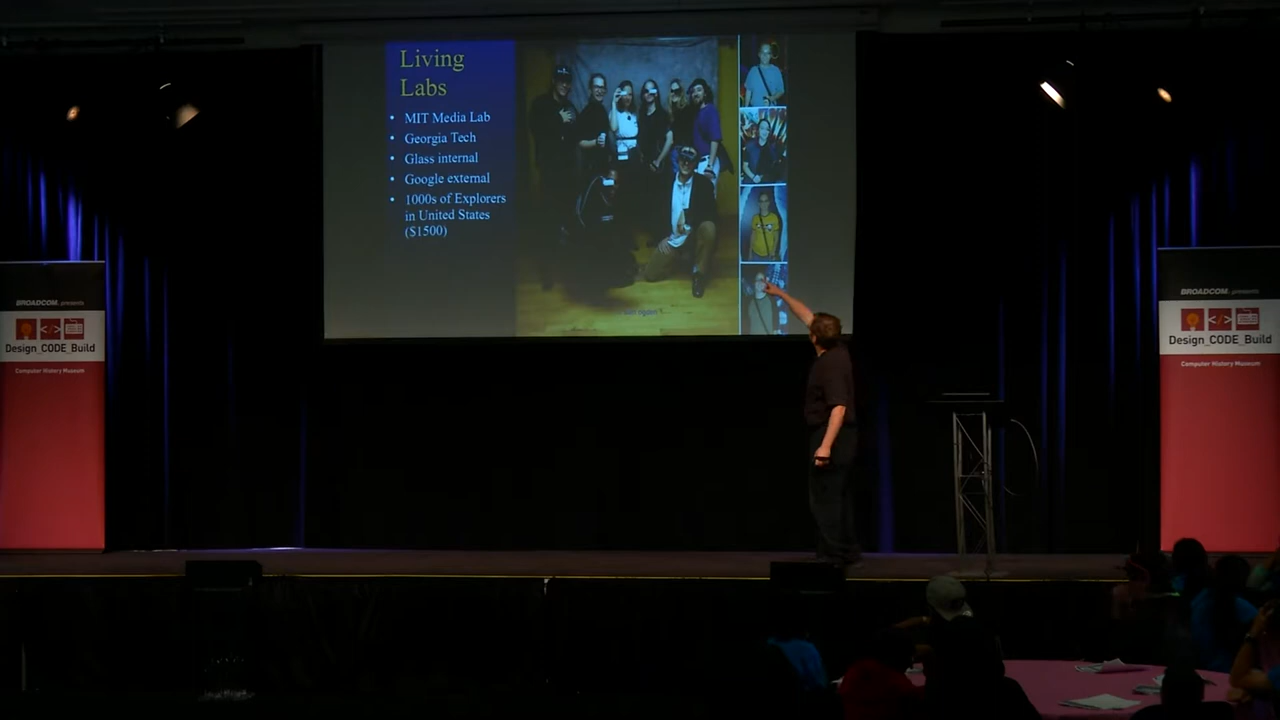 Living
Labs
• MIT Media Lab
• Georgia Tech
• Glass internal
• Google external
• 1000s of Explorers
in United States
($1500)
BROADCOM. presents
</>
Design_CODE_Build
Computer History Museum
BROADCOM. presents
</>
Design_CODE_Build
Computer History Museum